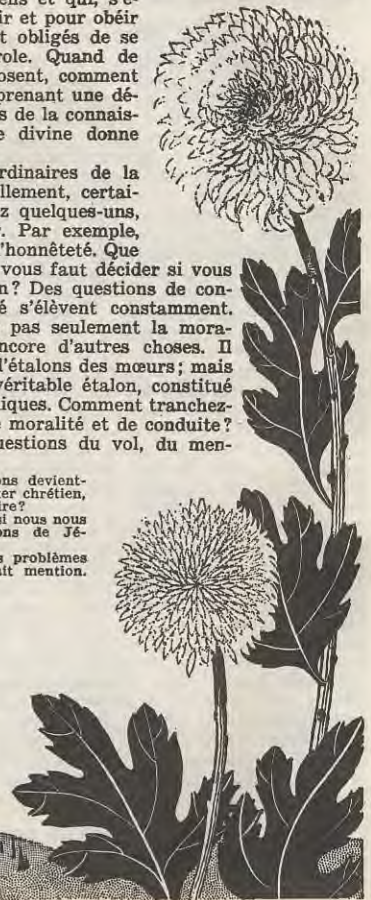 ens et qui, s'é-
ir et pour obéir
t obligés de se
role. Quand de
osent, comment
prenant une dé-
s de la connais-
e divine donne
rdinaires de la
llement, certai-
z quelques-uns,
. Par exemple,
'honnêteté. Que
vous faut décider si vous
n? Des questions de con-
é s'élèvent constamment.
pas seulement la mora-
ncore d'autres choses. Il
l'étalons des mœurs; mais
véritable étalon, constitué
iques. Comment tranchez-
e moralité et de conduite?
uestions du vol, du men-
ons devient-
er chrétien,
ire?
si nous nous
ons de Jé-
s problèmes
it mention.